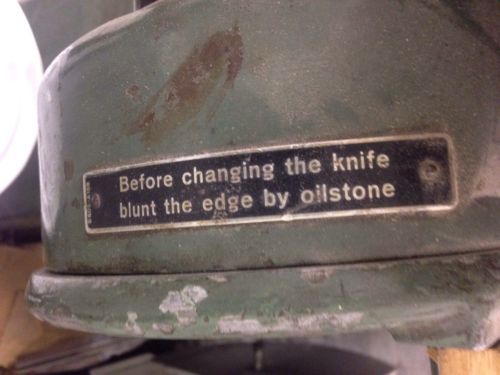 Before changing the knife
blunt the edge by oilstone